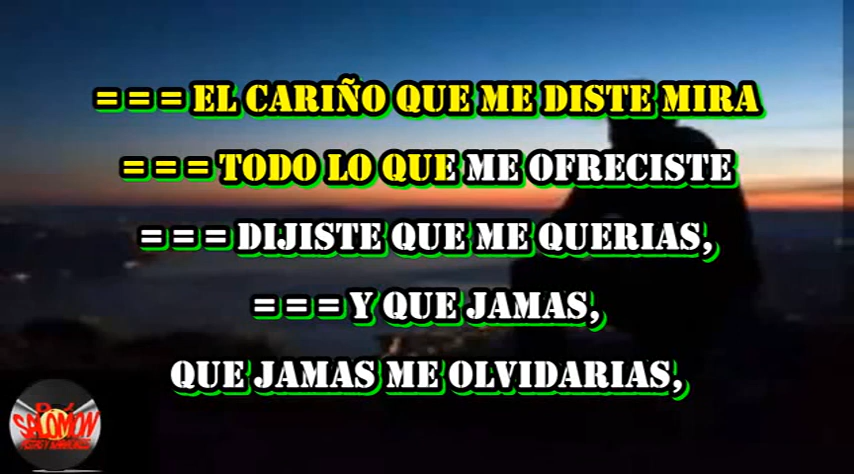 = = = EL CARIÑO QUE ME DISTE MIRA
= = = TODO LO QUE ME OFRECISTE
= = = DIJISTE QUE ME QUERIAS,
= = = Y QUE JAMAS,
QUE JAMAS ME OLVIDARIAS,
SALOMON